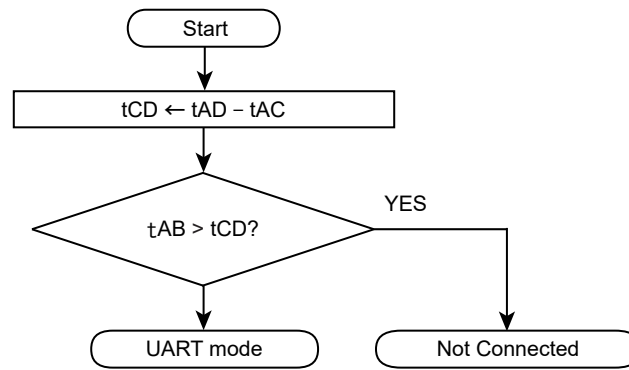 Start
tCD ← tAD – tAC
YES
tAB > tCD?
UART mode
Not Connected